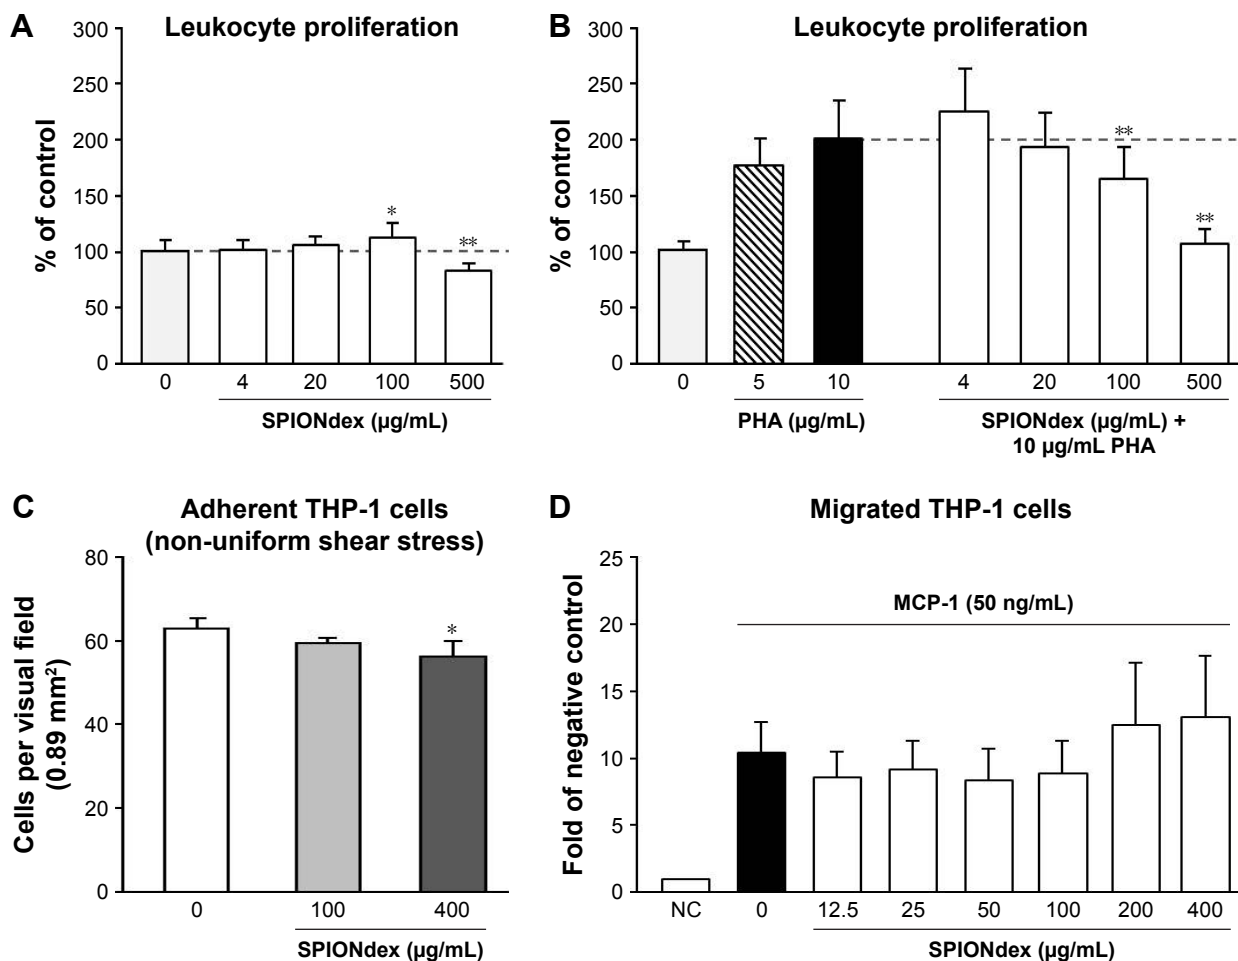 A
Leukocyte proliferation
% of control
300
250
200
150
100
50
0
*
**
0 4 20 100 500
SPIONdex (µg/mL)
B
Leukocyte proliferation
% of control
300
250
200
150
100
50
0
**
**
0 5 10 4 20 100 500
PHA (µg/mL)
SPIONdex (µg/mL) +
10 µg/mL PHA
C
Adherent THP-1 cells
(non-uniform shear stress)
Cells per visual field
(0.89 mm²)
80
60
40
20
0
*
0 100 400
SPIONdex (µg/mL)
D
Migrated THP-1 cells
Fold of negative control
25
20
15
10
5
0
MCP-1 (50 ng/mL)
NC 0 12.5 25 50 100 200 400
SPIONdex (µg/mL)